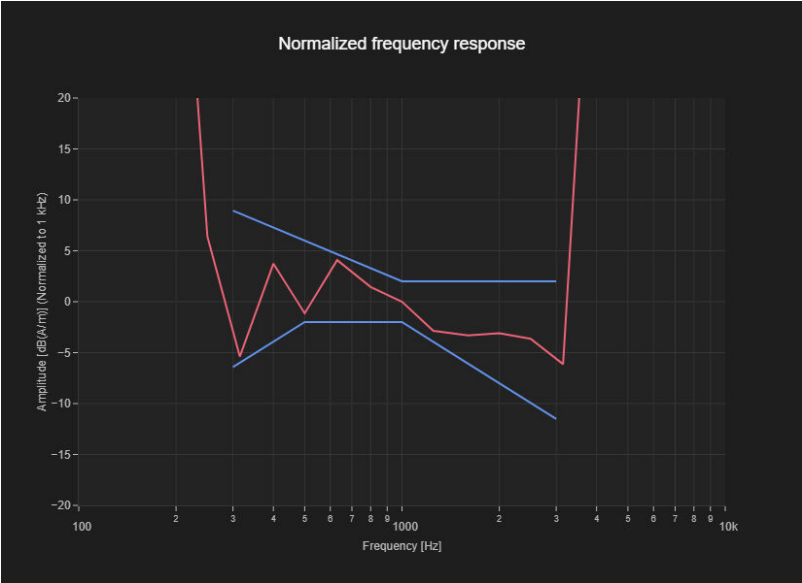 Normalized frequency response
20
15
10
5
0
−5
−10
−15
−20
Amplitude [dB(A/m)] (Normalized to 1 kHz)
100 2 3 4 5 6 7 8 9 1000 2 3 4 5 6 7 8 9 10k
Frequency [Hz]